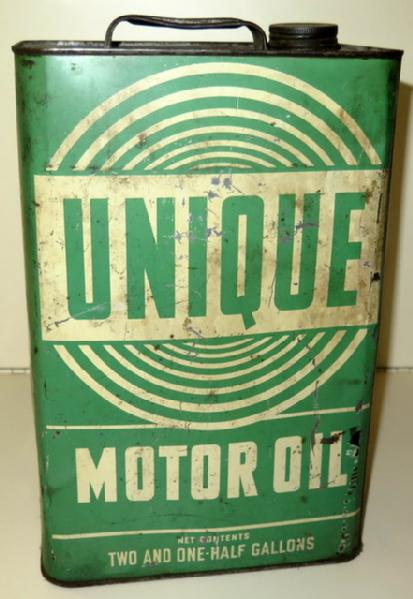 UNIQUE
MOTOR OIL
NET CONTENTS
TWO AND ONE-HALF GALLONS